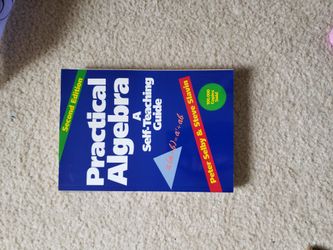 Second Edition
Practical
Algebra
A
Self-Teaching
Guide
Peter Selby & Steve Slavin